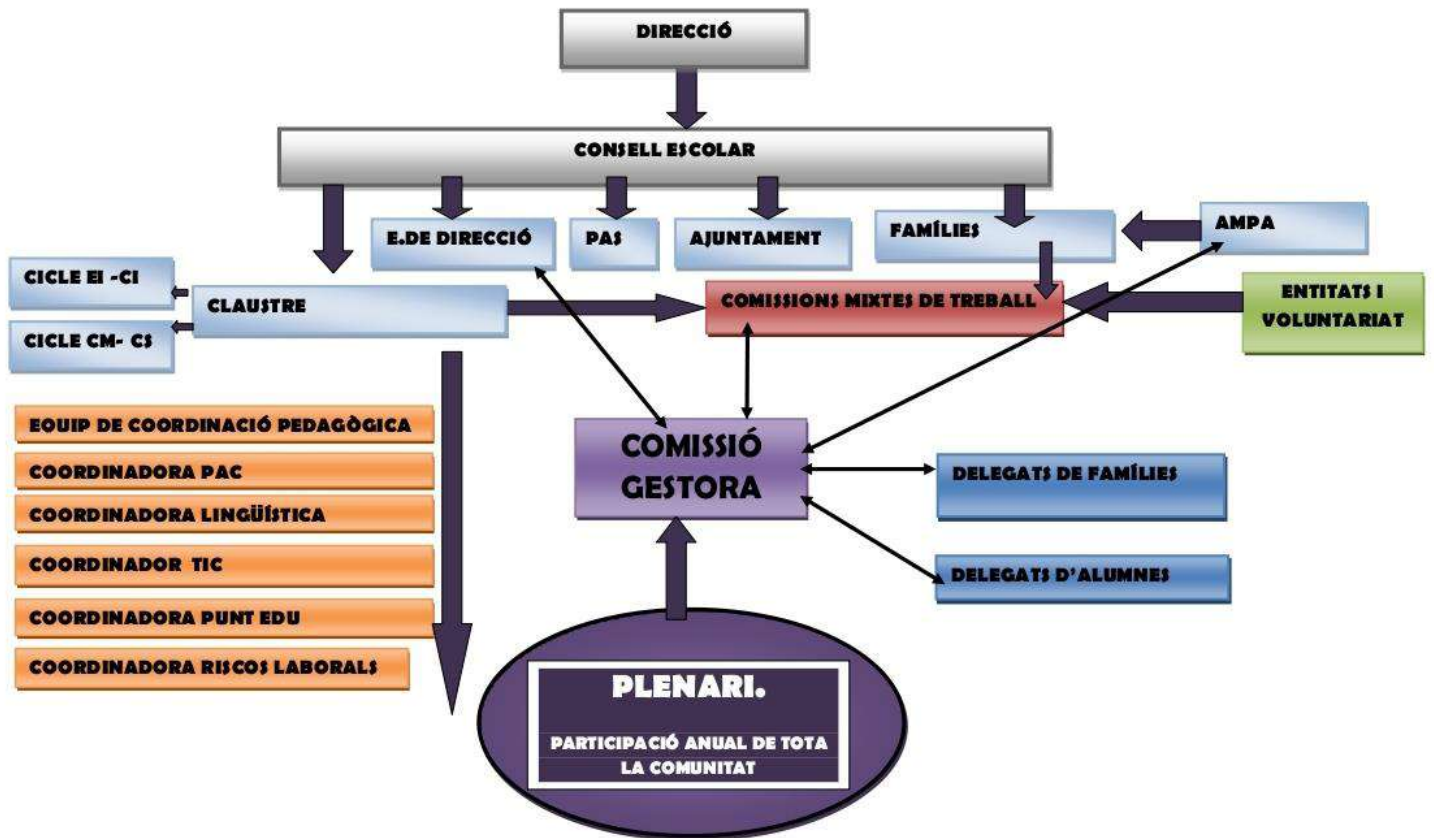 DIRECCIÓ
CONSELL ESCOLAR
E.DE DIRECCIÓ
PAS
AJUNTAMENT
FAMÍLIES
AMPA
CICLE EI -CI
CLAUSTRE
COMISSIONS MIXTES DE TREBALL
ENTITATS I
VOLUNTARIAT
CICLE CM- CS
EQUIP DE COORDINACIÓ PEDAGÒGICA
COORDINADORA PAC
COORDINADORA LINGÜÍSTICA
COORDINADOR TIC
COORDINADORA PUNT EDU
COORDINADORA RISCOS LABORALS
COMISSIÓ
GESTORA
DELEGATS DE FAMÍLIES
DELEGATS D'ALUMNES
PLENARI.
PARTICIPACIÓ ANUAL DE TOTA
LA COMUNITAT